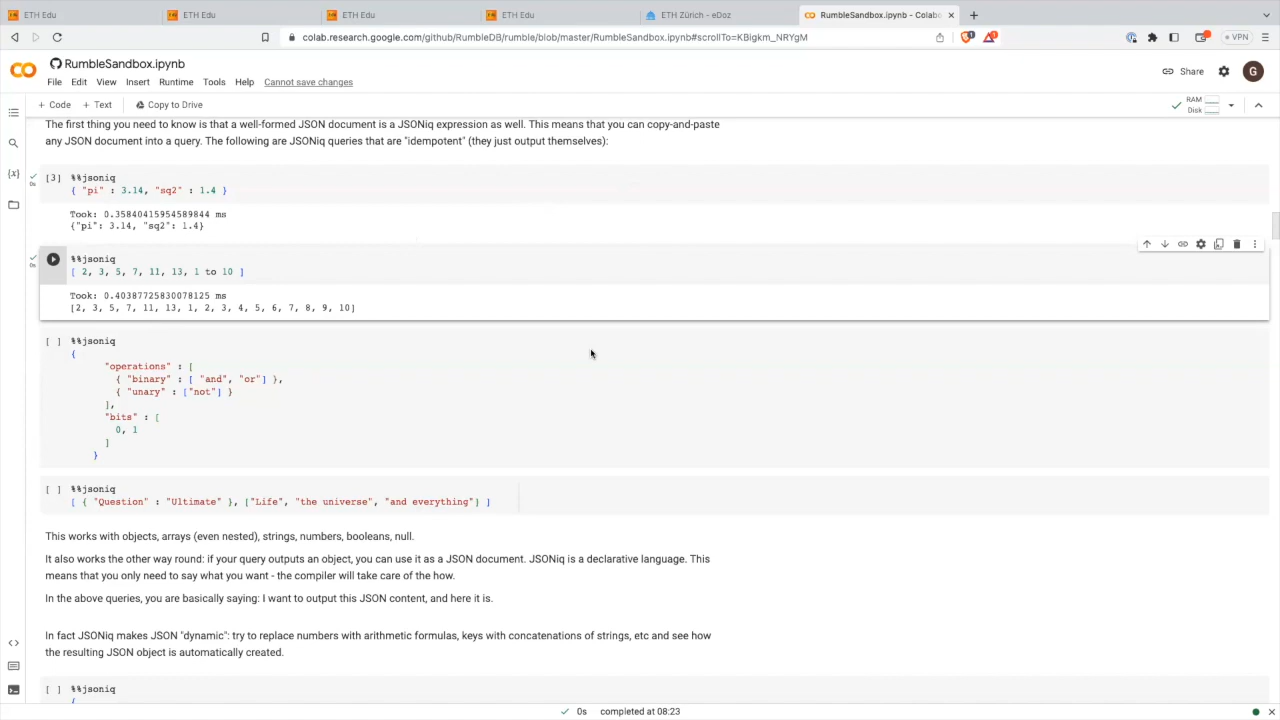 ETH Edu
ETH Edu
ETH Edu
ETH Edu
ETH Zürich - eDoz
RumbleSandbox.ipynb - Colabo
colab.research.google.com/github/RumbleDB/rumble/blob/master/RumbleSandbox.ipynb#scrollTo=KBigkm_NRYgM
VPN
RumbleSandbox.ipynb
File Edit View Insert Runtime Tools Help Cannot save changes
Share
G
+ Code + Text Copy to Drive
RAM
Disk
The first thing you need to know is that a well-formed JSON document is a JSONiq expression as well. This means that you can copy-and-paste
any JSON document into a query. The following are JSONiq queries that are "idempotent" (they just output themselves):
[3] %%jsoniq
0s
{ "pi" : 3.14, "sq2" : 1.4 }
Took: 0.35840415954589844 ms
{"pi": 3.14, "sq2": 1.4}
%%jsoniq
0s
[ 2, 3, 5, 7, 11, 13, 1 to 10 ]
Took: 0.40387725830078125 ms
[2, 3, 5, 7, 11, 13, 1, 2, 3, 4, 5, 6, 7, 8, 9, 10]
[ ] %%jsoniq
{
"operations" : [
{ "binary" : [ "and", "or"] },
{ "unary" : ["not"] }
],
"bits" : [
0, 1
]
}
[ ] %%jsoniq
[ { "Question" : "Ultimate" }, ["Life", "the universe", "and everything"] ]
This works with objects, arrays (even nested), strings, numbers, booleans, null.
It also works the other way round: if your query outputs an object, you can use it as a JSON document. JSONiq is a declarative language. This
means that you only need to say what you want - the compiler will take care of the how.
In the above queries, you are basically saying: I want to output this JSON content, and here it is.
In fact JSONiq makes JSON "dynamic": try to replace numbers with arithmetic formulas, keys with concatenations of strings, etc and see how
the resulting JSON object is automatically created.
[ ] %%jsoniq
{
0s completed at 08:23